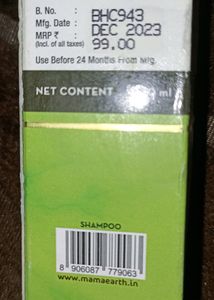 B. No. : BHC943
Mfg. Date : DEC 2023
MRP ₹ : 99.00
(Incl. of all taxes)
Use Before 24 Months From Mfg.
NET CONTENT ml
SHAMPOO
8 906087 779063
www.mamaearth.in